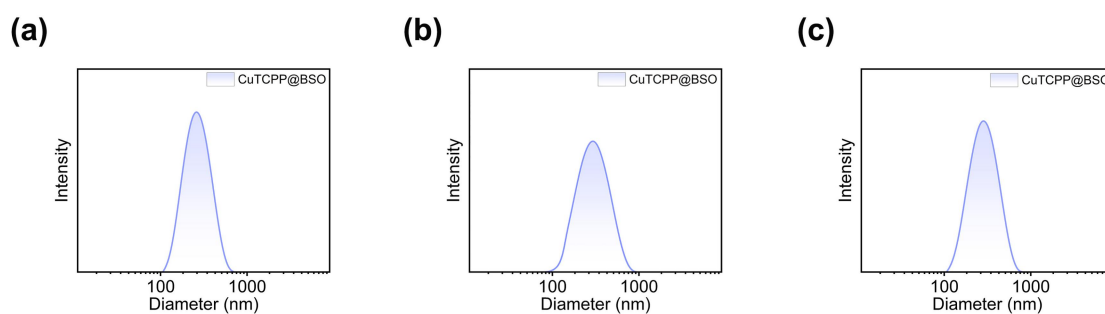 (a)
CuTCPP@BSO
Intensity
100 1000
Diameter (nm)
(b)
CuTCPP@BSO
Intensity
100 1000
Diameter (nm)
(c)
CuTCPP@BSO
Intensity
100 1000
Diameter (nm)